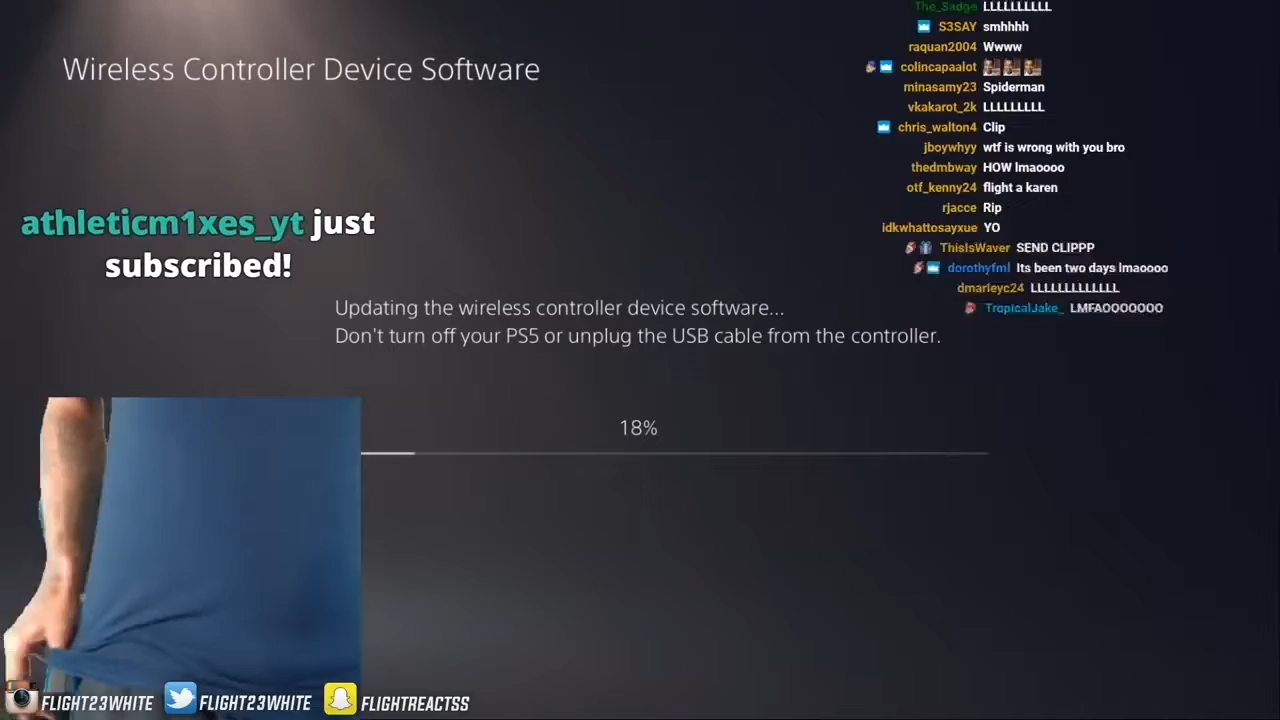 Wireless Controller Device Software
The_Sadge LLLLLLLLLL
S3SAY smhhhh
raquan2004 Wwww
colincapaalot
minasamy23 Spiderman
vkakarot_2k LLLLLLLLL
chris_walton4 Clip
jboywhyy wtf is wrong with you bro
thedmbway HOW lmaoooo
otf_kenny24 flight a karen
rjacce Rip
idkwhattosayxue YO
ThisIsWaver SEND CLIPPP
dorothyfml Its been two days lmaoooo
dmarleyc24 LLLLLLLLLLLLL
TropicalJake_ LMFAOOOOOOO
athleticm1xes_yt just
subscribed!
Updating the wireless controller device software...
Don't turn off your PS5 or unplug the USB cable from the controller.
18%
FLIGHT23WHITE FLIGHT23WHITE FLIGHTREACTSS